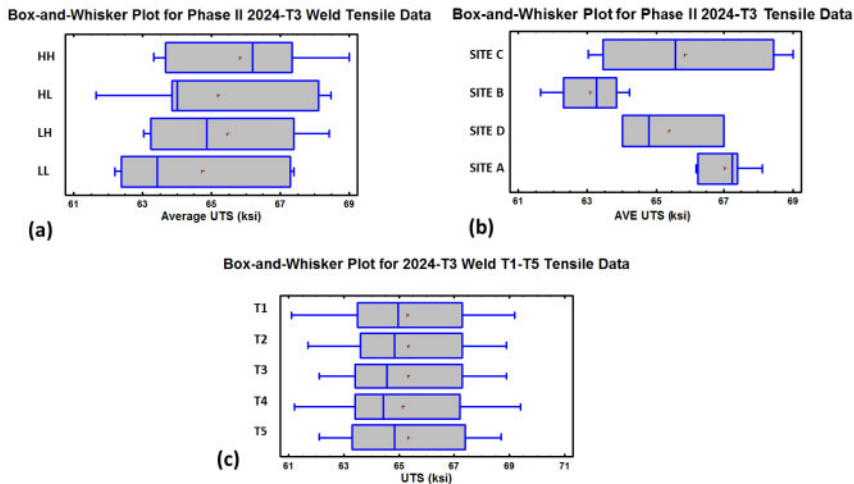 Box-and-Whisker Plot for Phase II 2024-T3 Weld Tensile Data
HH
HL
LH
LL
61 63 65 67 69
Average UTS (ksi)
(a)
Box-and-Whisker Plot for Phase II 2024-T3 Tensile Data
SITE C
SITE B
SITE D
SITE A
61 63 65 67 69
AVE UTS (ksi)
(b)
Box-and-Whisker Plot for 2024-T3 Weld T1-T5 Tensile Data
T1
T2
T3
T4
T5
61 63 65 67 69 71
UTS (ksi)
(c)